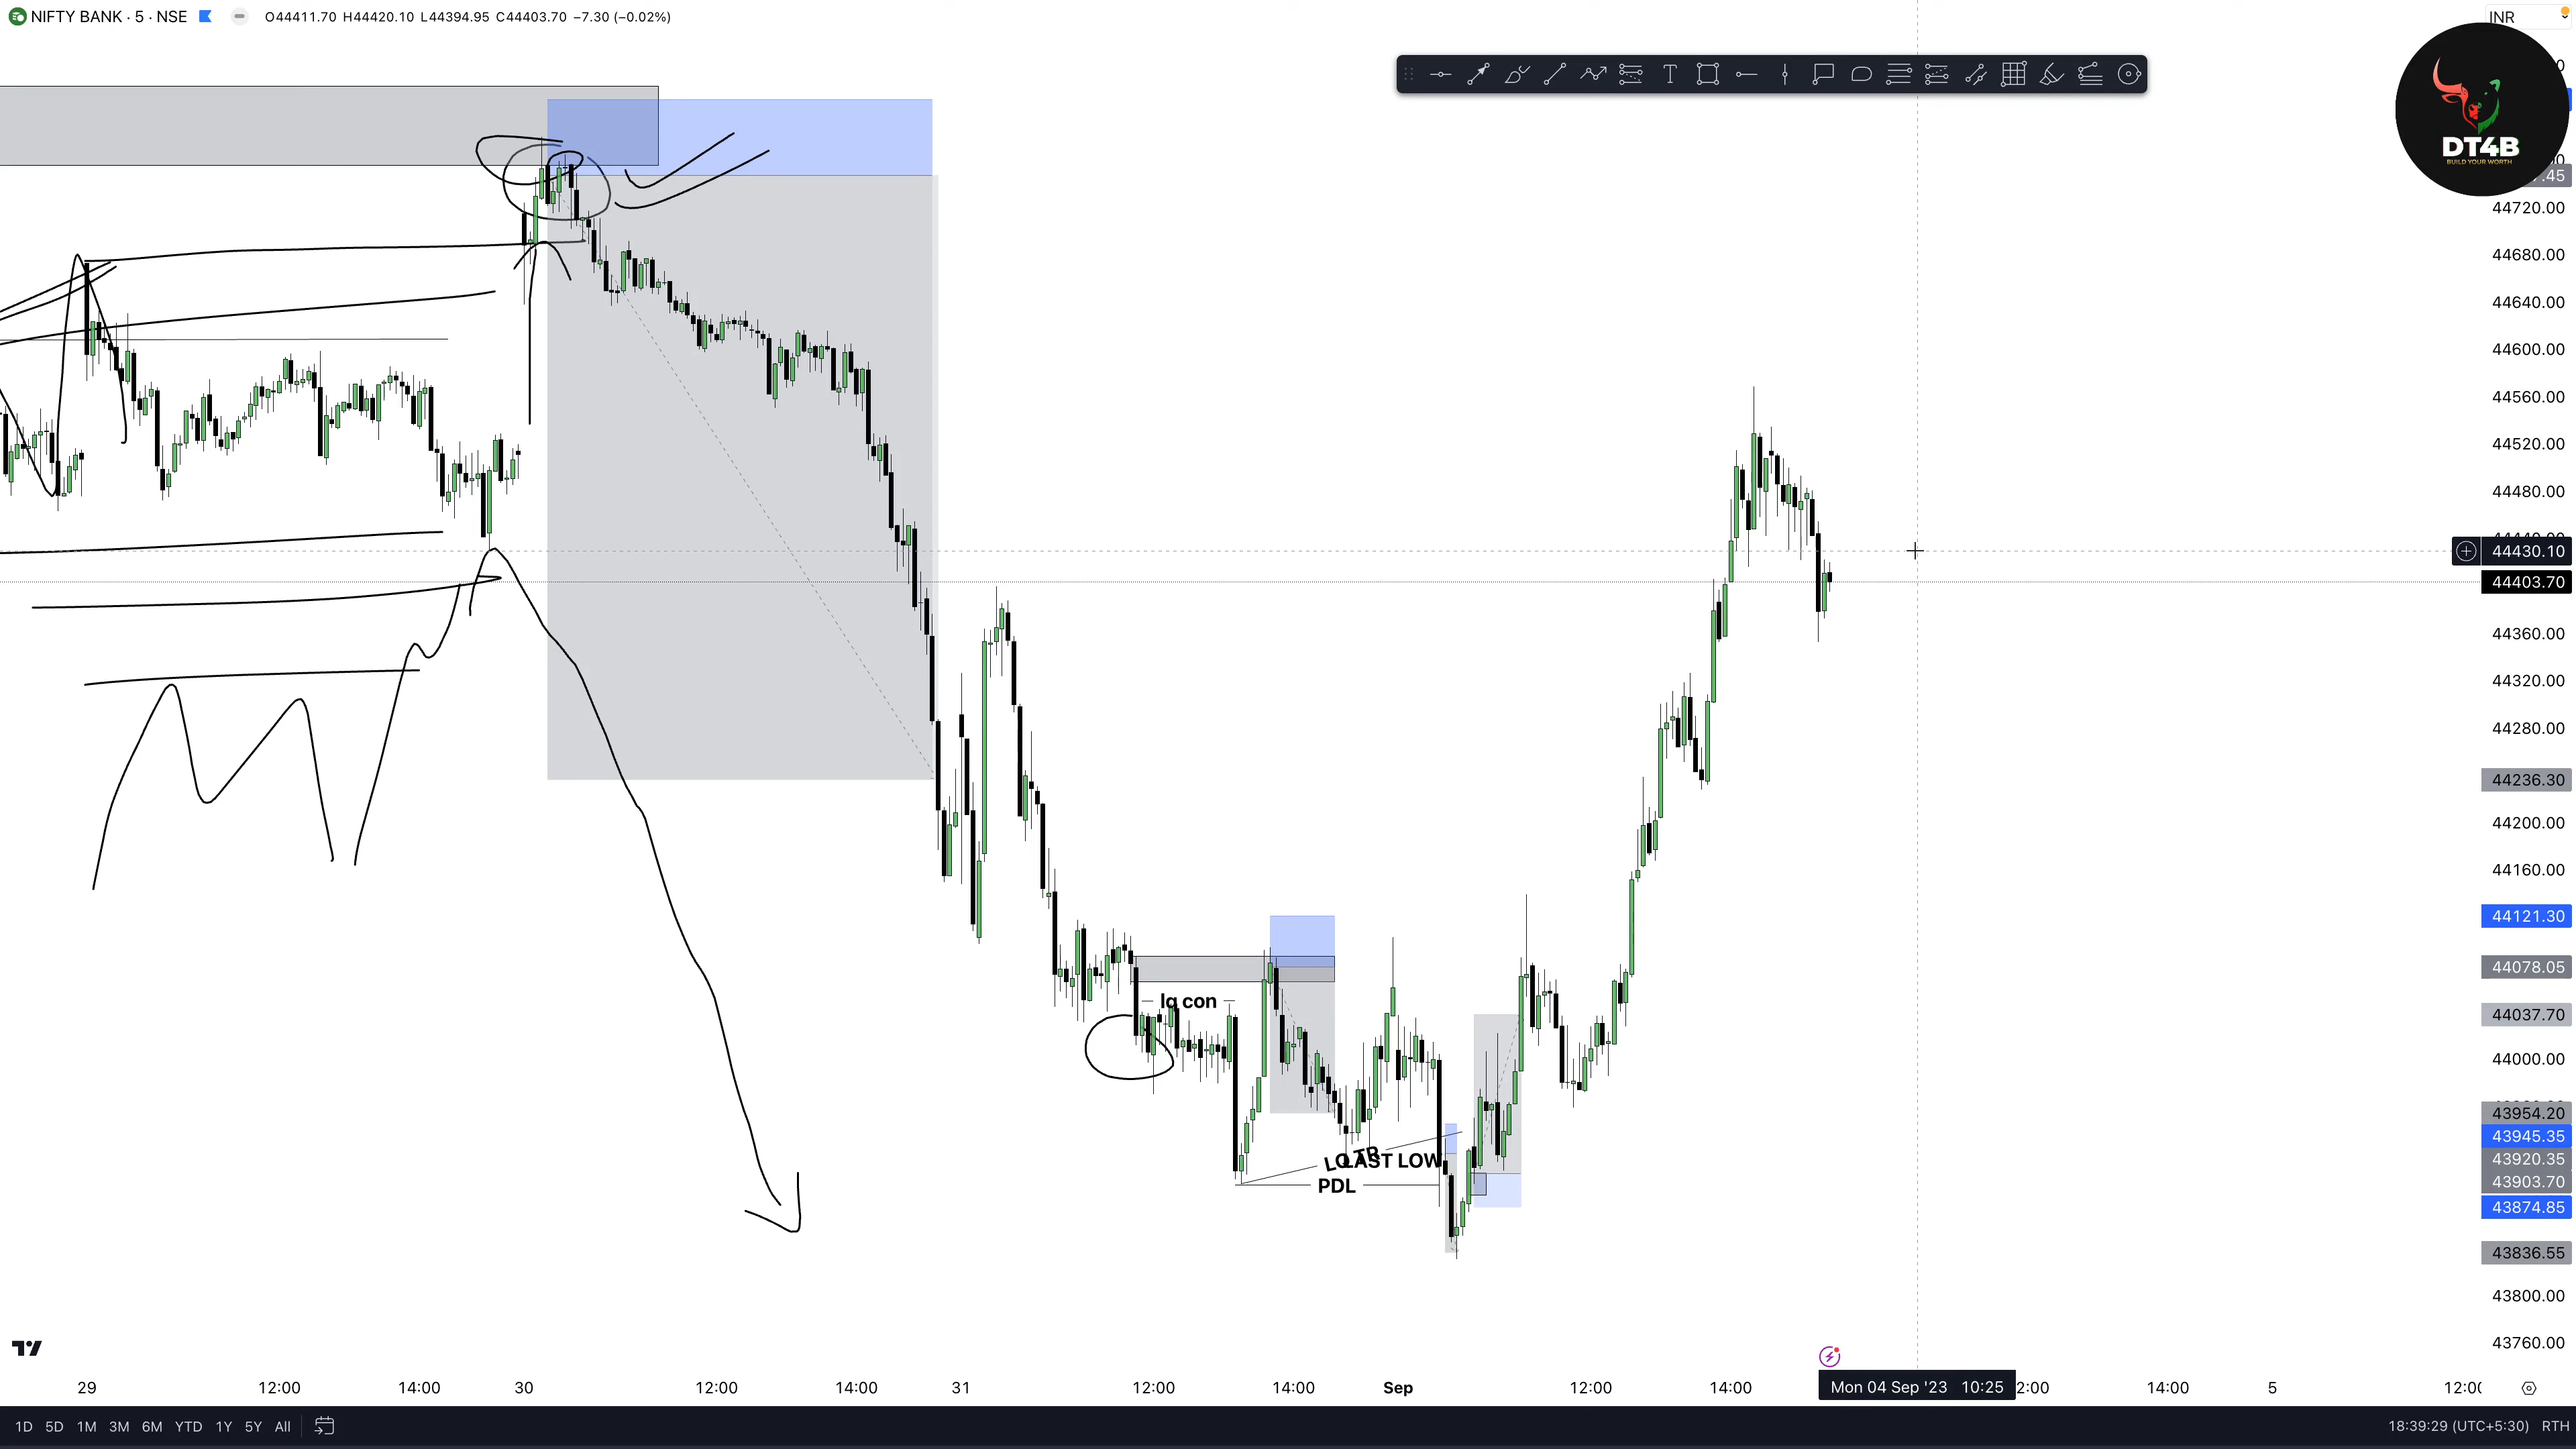 NIFTY BANK · 5 · NSE
O44411.70 H44420.10 L44394.95 C44403.70 −7.30 (−0.02%)
INR
DT4B
BUILD YOUR WORTH
.45
44720.00
44680.00
44640.00
44600.00
44560.00
44520.00
44480.00
44430.10
44403.70
44360.00
44320.00
44280.00
44236.30
44200.00
44160.00
44121.30
44078.05
44037.70
44000.00
43954.20
43945.35
43920.35
43903.70
43874.85
43836.55
43800.00
43760.00
lq con
LAST LOW
PDL
29 12:00 14:00 30 12:00 14:00 31 12:00 14:00 Sep 12:00 14:00 Mon 04 Sep '23 10:25 2:00 14:00 5 12:0
1D 5D 1M 3M 6M YTD 1Y 5Y All
18:39:29 (UTC+5:30) RTH